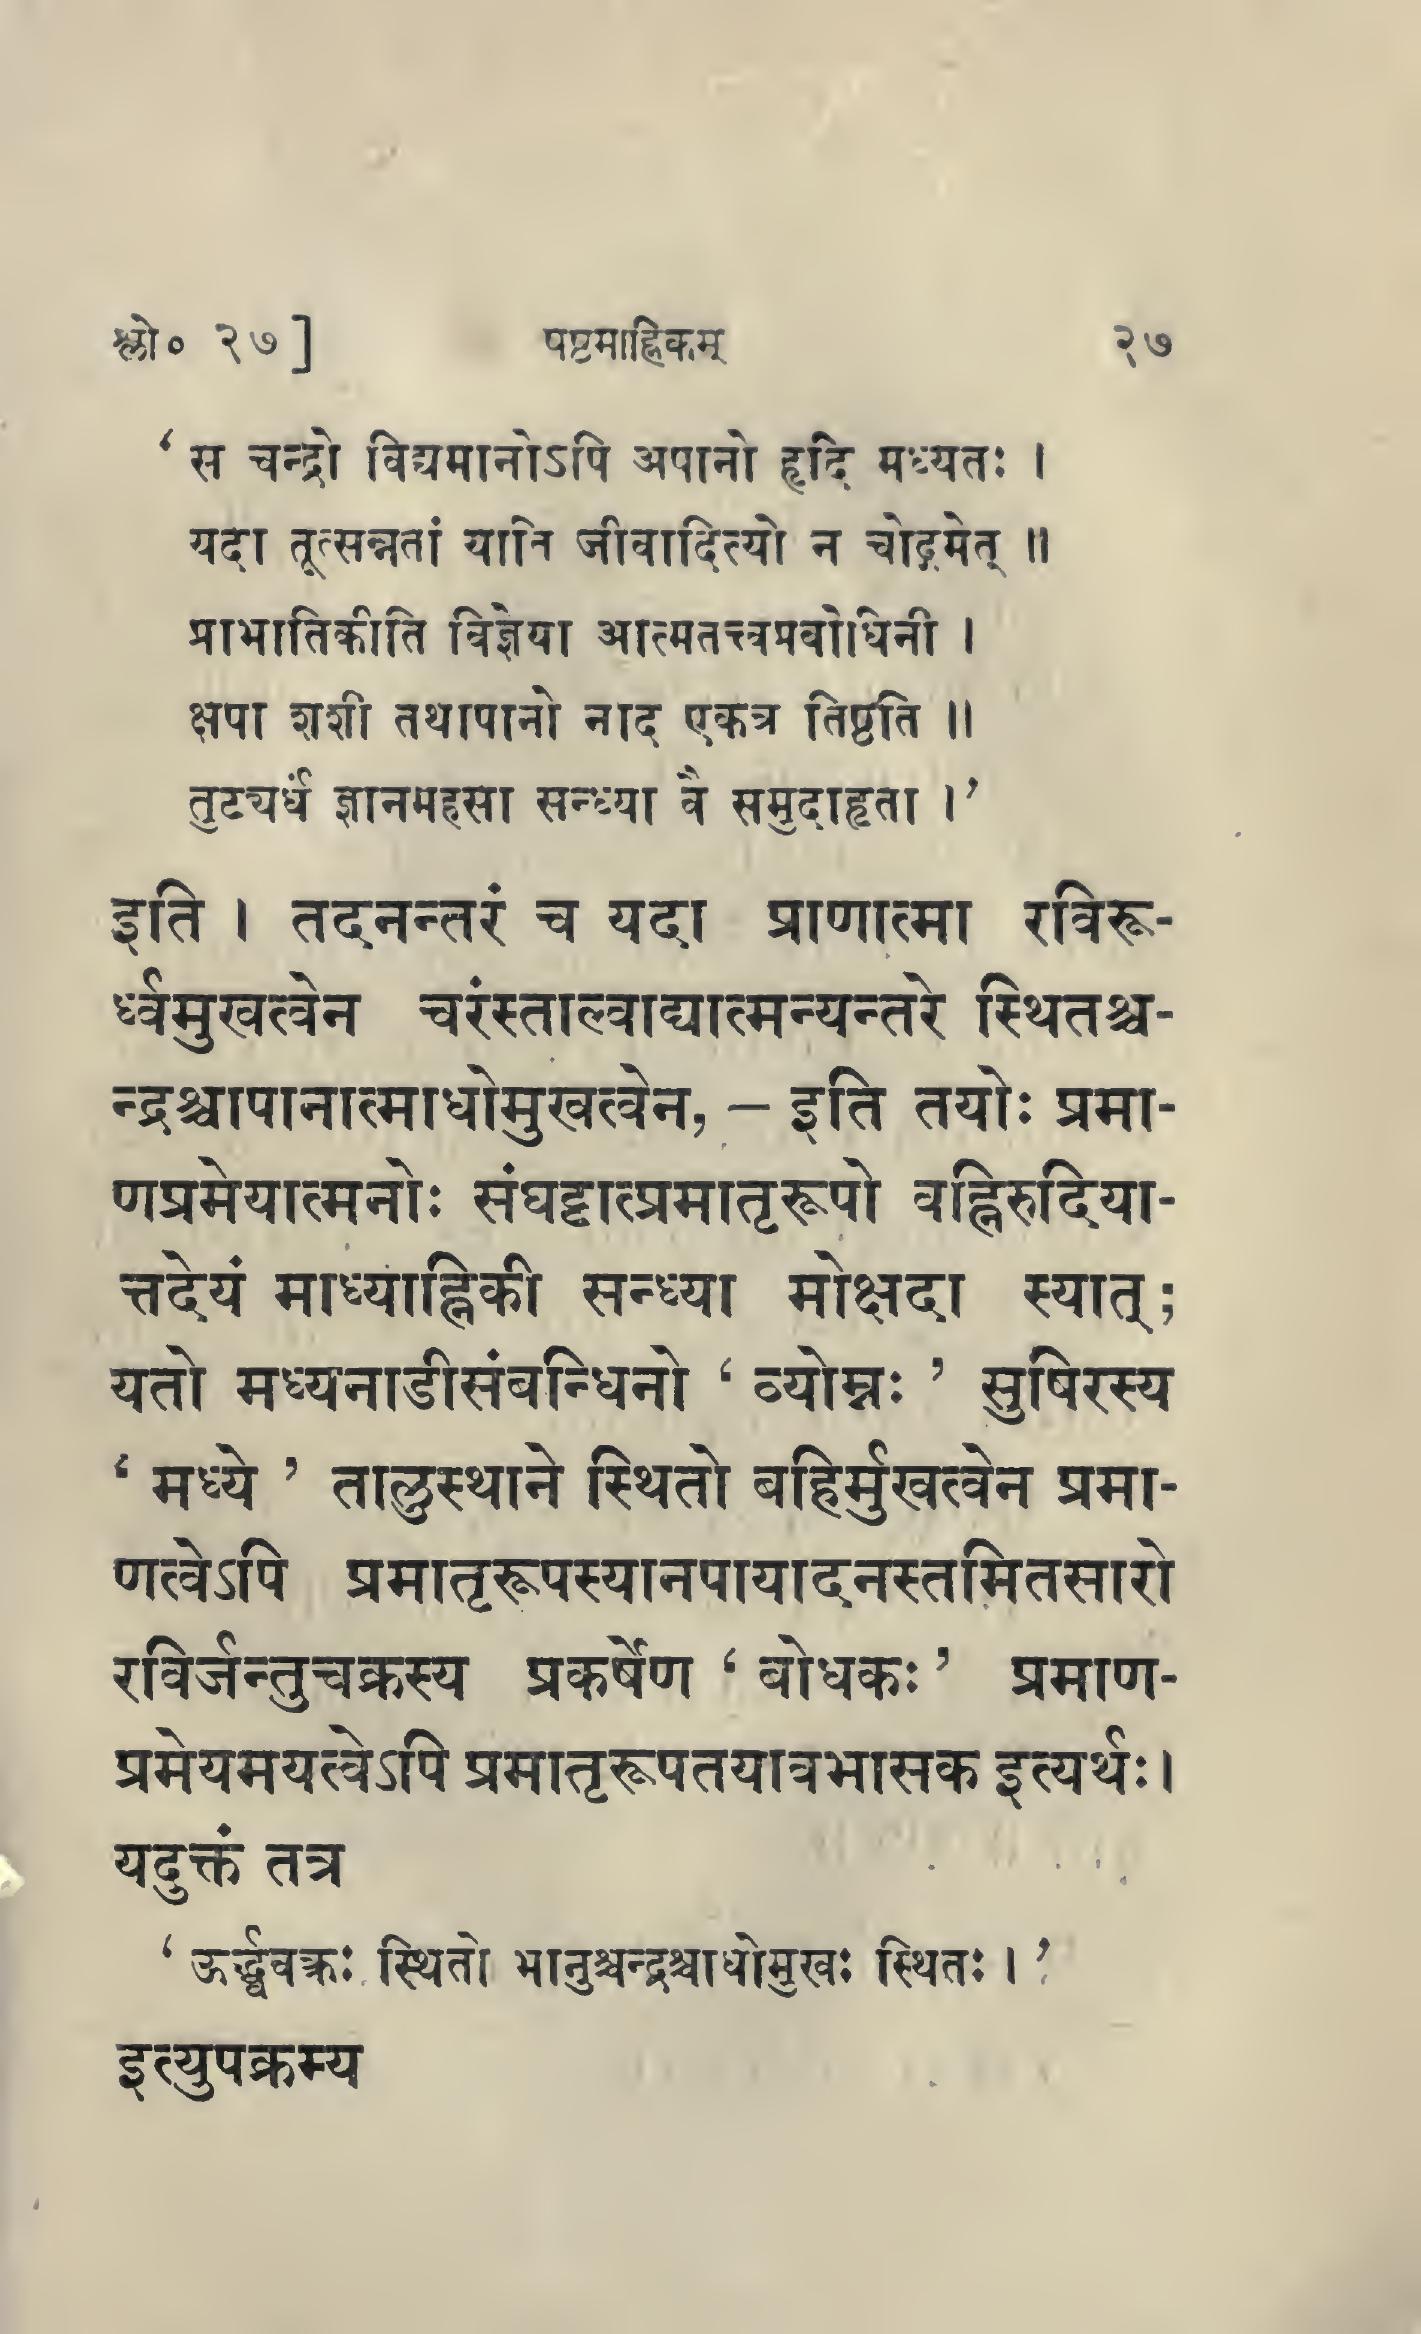 श्लो० २७]	षष्टमाह्निकम्	२७
‘ स चन्द्रो विद्यमानोऽपि अपानो हृदि मध्यतः ।
यदा तूत्सन्नतां याति जीवादित्यो न चोद्गमेत् ॥
प्राभातिकीति विज्ञेया आत्मतत्त्वप्रबोधिनी ।
क्षपा शशी तथापानो नाद एकत्र तिष्ठति ॥
तुट्यर्धं ज्ञानमहसा सन्ध्या वै समुदाहृता ।’
इति । तदनन्तरं च यदा प्राणात्मा रविरू-
र्ध्वमुखत्वेन चरंस्ताल्वाद्यात्मन्यन्तरे स्थितश्च-
न्द्रश्चापानात्माधोमुखत्वेन, – इति तयोः प्रमा-
णप्रमेयात्मनोः संघट्टात्प्रमातृरूपो वह्निरुदिया-
त्तदेयं माध्याह्निकी सन्ध्या मोक्षदा स्यात्;
यतो मध्यनाडीसंबन्धिनो ‘ व्योम्नः ’ सुषिरस्य
‘ मध्ये ’ तालुस्थाने स्थितो बहिर्मुखत्वेन प्रमा-
णत्वेऽपि प्रमातृरूपस्यानपायादनस्तमितसारो
रविर्जन्तुचक्रस्य प्रकर्षेण ‘ बोधकः ’ प्रमाण-
प्रमेयमयत्वेऽपि प्रमातृरूपतयावभासक इत्यर्थः।
यदुक्तं तत्र
‘ ऊर्द्ध्ववक्रः स्थितो भानुश्चन्द्रश्चाधोमुखः स्थितः । ’
इत्युपक्रम्य